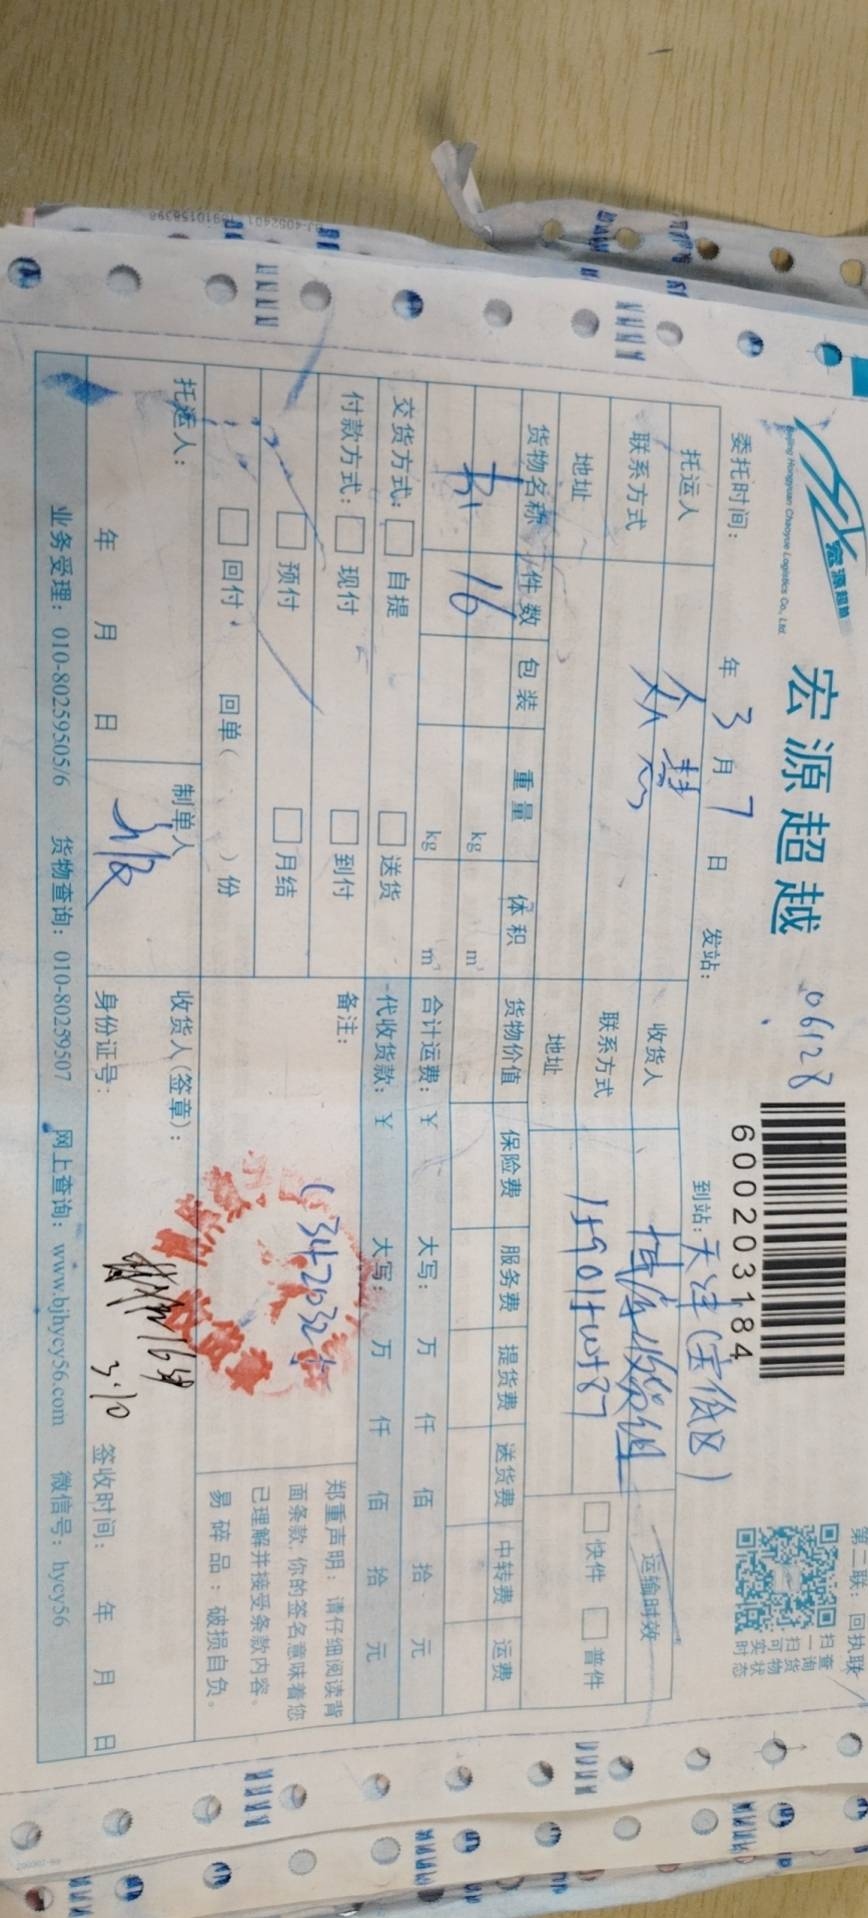 第二联：回执联
宏源超越
Beijing Hongyuan Chaoyue Logistics Co., Ltd.
宏源超越 06128
600203184
扫一扫可实时
查询货物状态
委托时间： 年 3 月 7 日 发站： 到站：天津(宝低区)
托运人 众慧 收货人 运输时效
联系方式 联系方式 快件 普件
地址 地址
货物名称 件数 包装 重量 体积 货物价值 保险费 服务费 提货费 送货费 中转费 运费
16 kg m³
kg m³ 合计运费：¥ 大写： 万 仟 佰 拾 元
交货方式： 自提 送货 代收货款：¥ 大写： 万 仟 佰 拾 元
付款方式： 现付 到付 备注：
预付 月结
回付 回单( )份
郑重声明：请仔细阅读背
面条款，你的签名意味着您
已理解并接受条款内容。
易碎品：破损自负。
托运人： 制单人 收货人(签章)：
年 月 日 身份证号： 3.10 签收时间： 年 月 日
业务受理：010-80259505/6 货物查询：010-80259507 网上查询：www.bjhycy56.com 微信号：hycy56